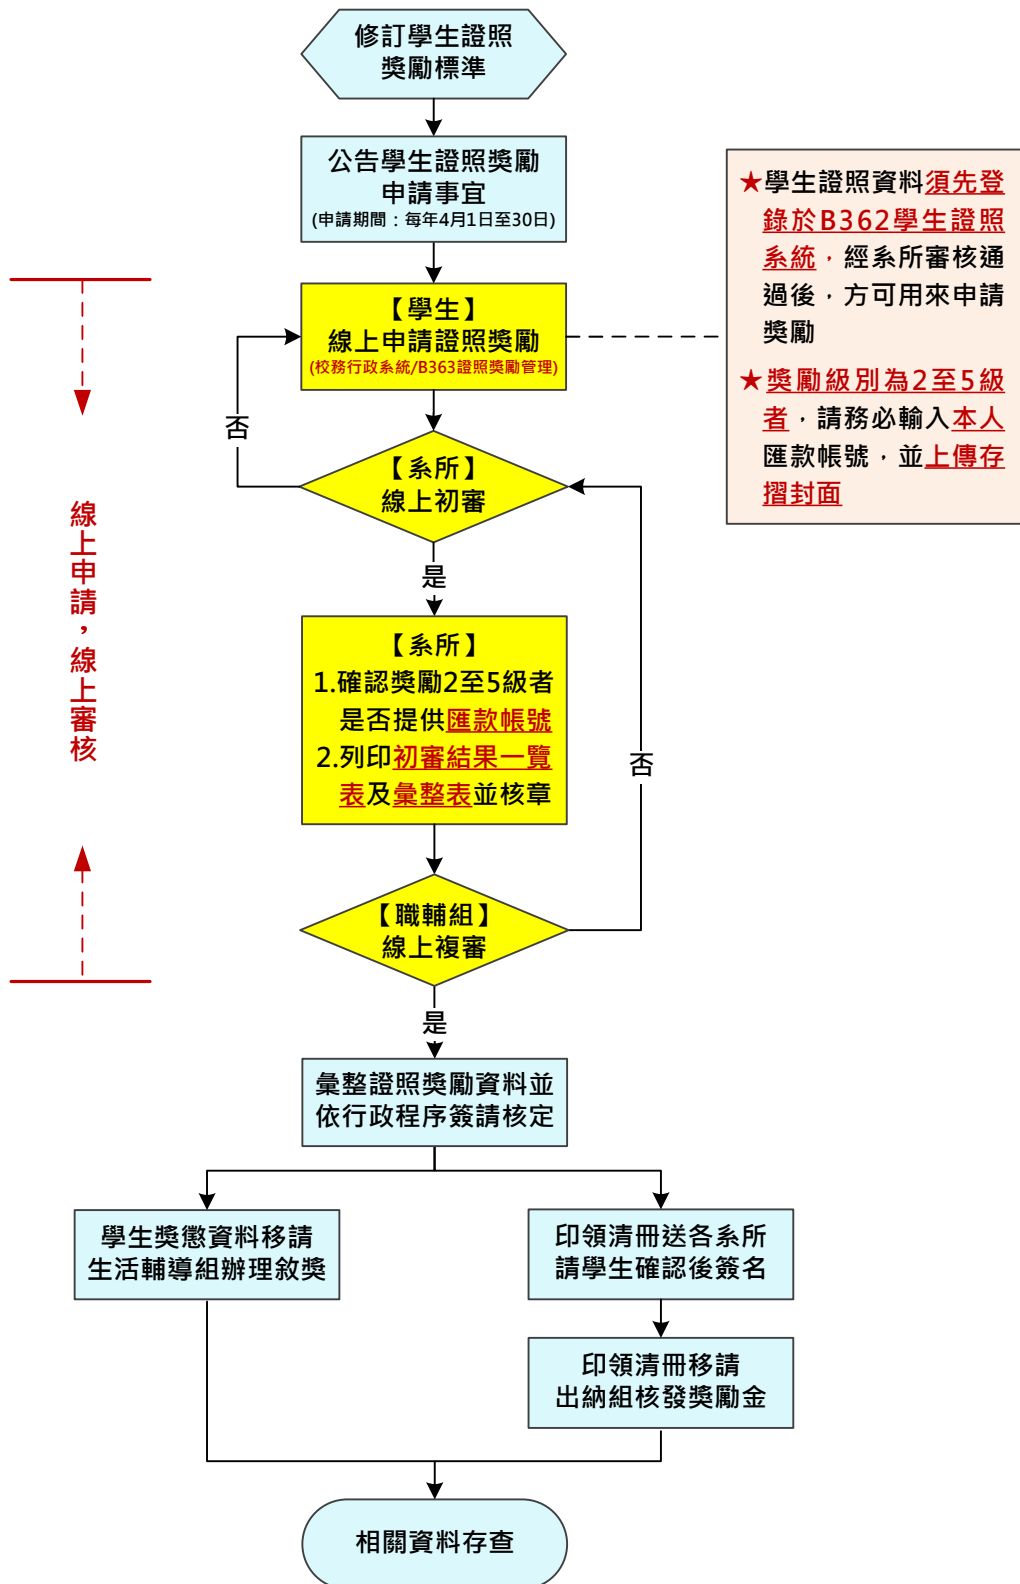 修訂學生證照
獎勵標準
公告學生證照獎勵
申請事宜
(申請期間：每年4月1日至30日)
【學生】
線上申請證照獎勵
(校務行政系統/B363證照獎勵管理)
★學生證照資料須先登
錄於B362學生證照
系統，經系所審核通
過後，方可用來申請
獎勵
★獎勵級別為2至5級
者，請務必輸入本人
匯款帳號，並上傳存
摺封面
否
【系所】
線上初審
是
線上申請，線上審核
【系所】
1.確認獎勵2至5級者
是否提供匯款帳號
2.列印初審結果一覽
表及彙整表並核章
否
【職輔組】
線上複審
是
彙整證照獎勵資料並
依行政程序簽請核定
學生獎懲資料移請
生活輔導組辦理敘獎
印領清冊送各系所
請學生確認後簽名
印領清冊移請
出納組核發獎勵金
相關資料存查